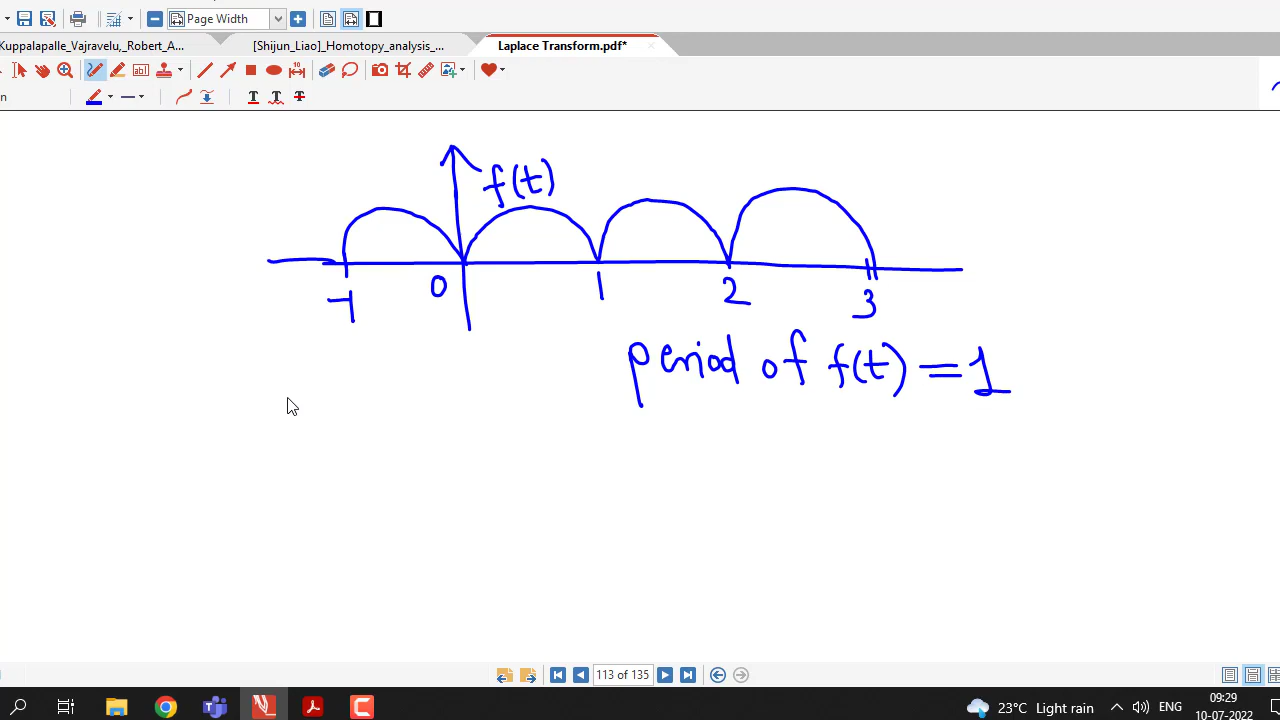 Page Width
Kuppalapalle_Vajravelu,_Robert_A... [Shijun_Liao]_Homotopy_analysis_... Laplace Transform.pdf*
f(t)
-1 0 1 2 3
period of f(t) = 1
113 of 135
23°C Light rain ENG 09:29
10-07-2022